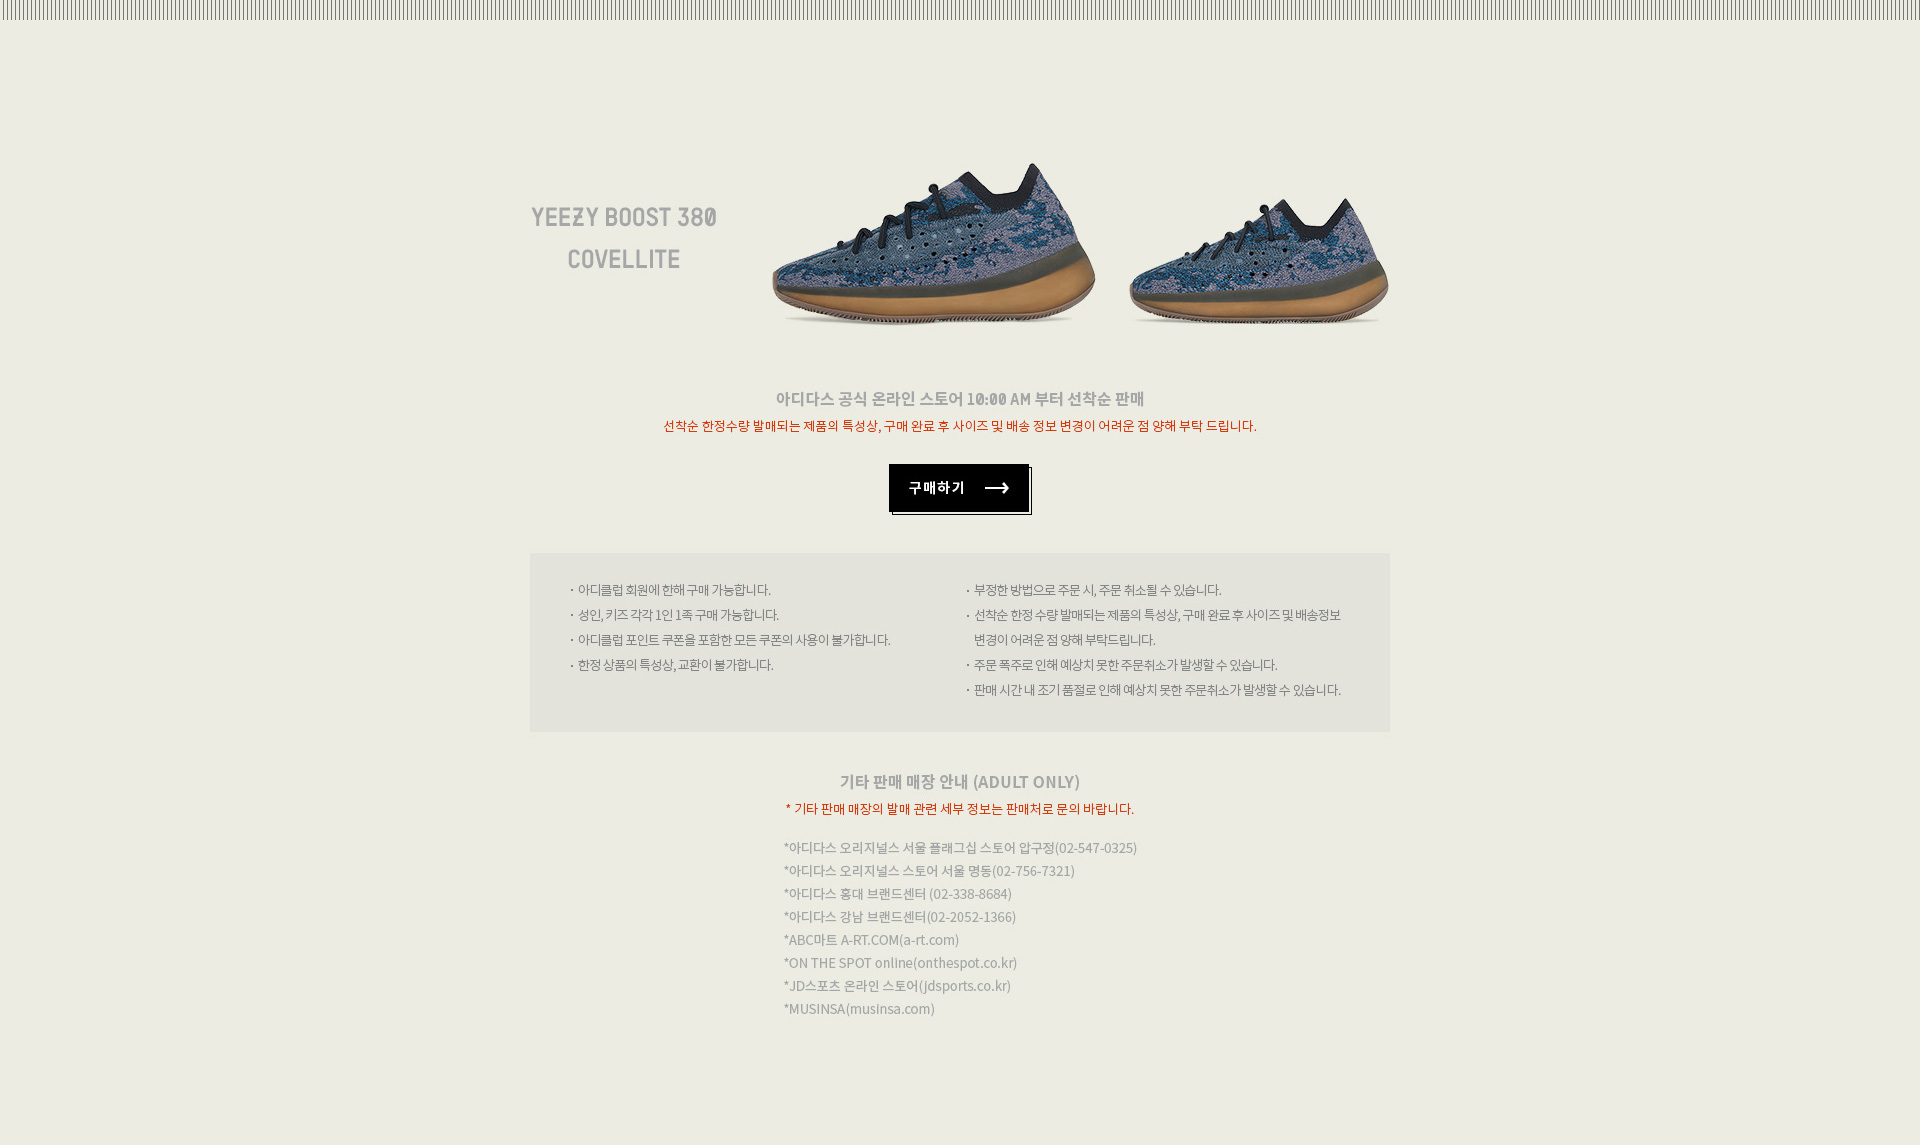 YEEZY BOOST 380
COVELLITE
아디다스 공식 온라인 스토어 10:00 AM 부터 선착순 판매
선착순 한정수량 발매되는 제품의 특성상, 구매 완료 후 사이즈 및 배송 정보 변경이 어려운 점 양해 부탁 드립니다.
구매하기
· 아디클럽 회원에 한해 구매 가능합니다.
· 성인, 키즈 각각 1인 1족 구매 가능합니다.
· 아디클럽 포인트 쿠폰을 포함한 모든 쿠폰의 사용이 불가합니다.
· 한정 상품의 특성상, 교환이 불가합니다.
· 부정한 방법으로 주문 시, 주문 취소될 수 있습니다.
· 선착순 한정 수량 발매되는 제품의 특성상, 구매 완료 후 사이즈 및 배송정보
변경이 어려운 점 양해 부탁드립니다.
· 주문 폭주로 인해 예상치 못한 주문취소가 발생할 수 있습니다.
· 판매 시간 내 조기 품절로 인해 예상치 못한 주문취소가 발생할 수 있습니다.
기타 판매 매장 안내 (ADULT ONLY)
* 기타 판매 매장의 발매 관련 세부 정보는 판매처로 문의 바랍니다.
*아디다스 오리지널스 서울 플래그십 스토어 압구정(02-547-0325)
*아디다스 오리지널스 스토어 서울 명동(02-756-7321)
*아디다스 홍대 브랜드센터 (02-338-8684)
*아디다스 강남 브랜드센터(02-2052-1366)
*ABC마트 A-RT.COM(a-rt.com)
*ON THE SPOT online(onthespot.co.kr)
*JD스포츠 온라인 스토어(jdsports.co.kr)
*MUSINSA(musinsa.com)